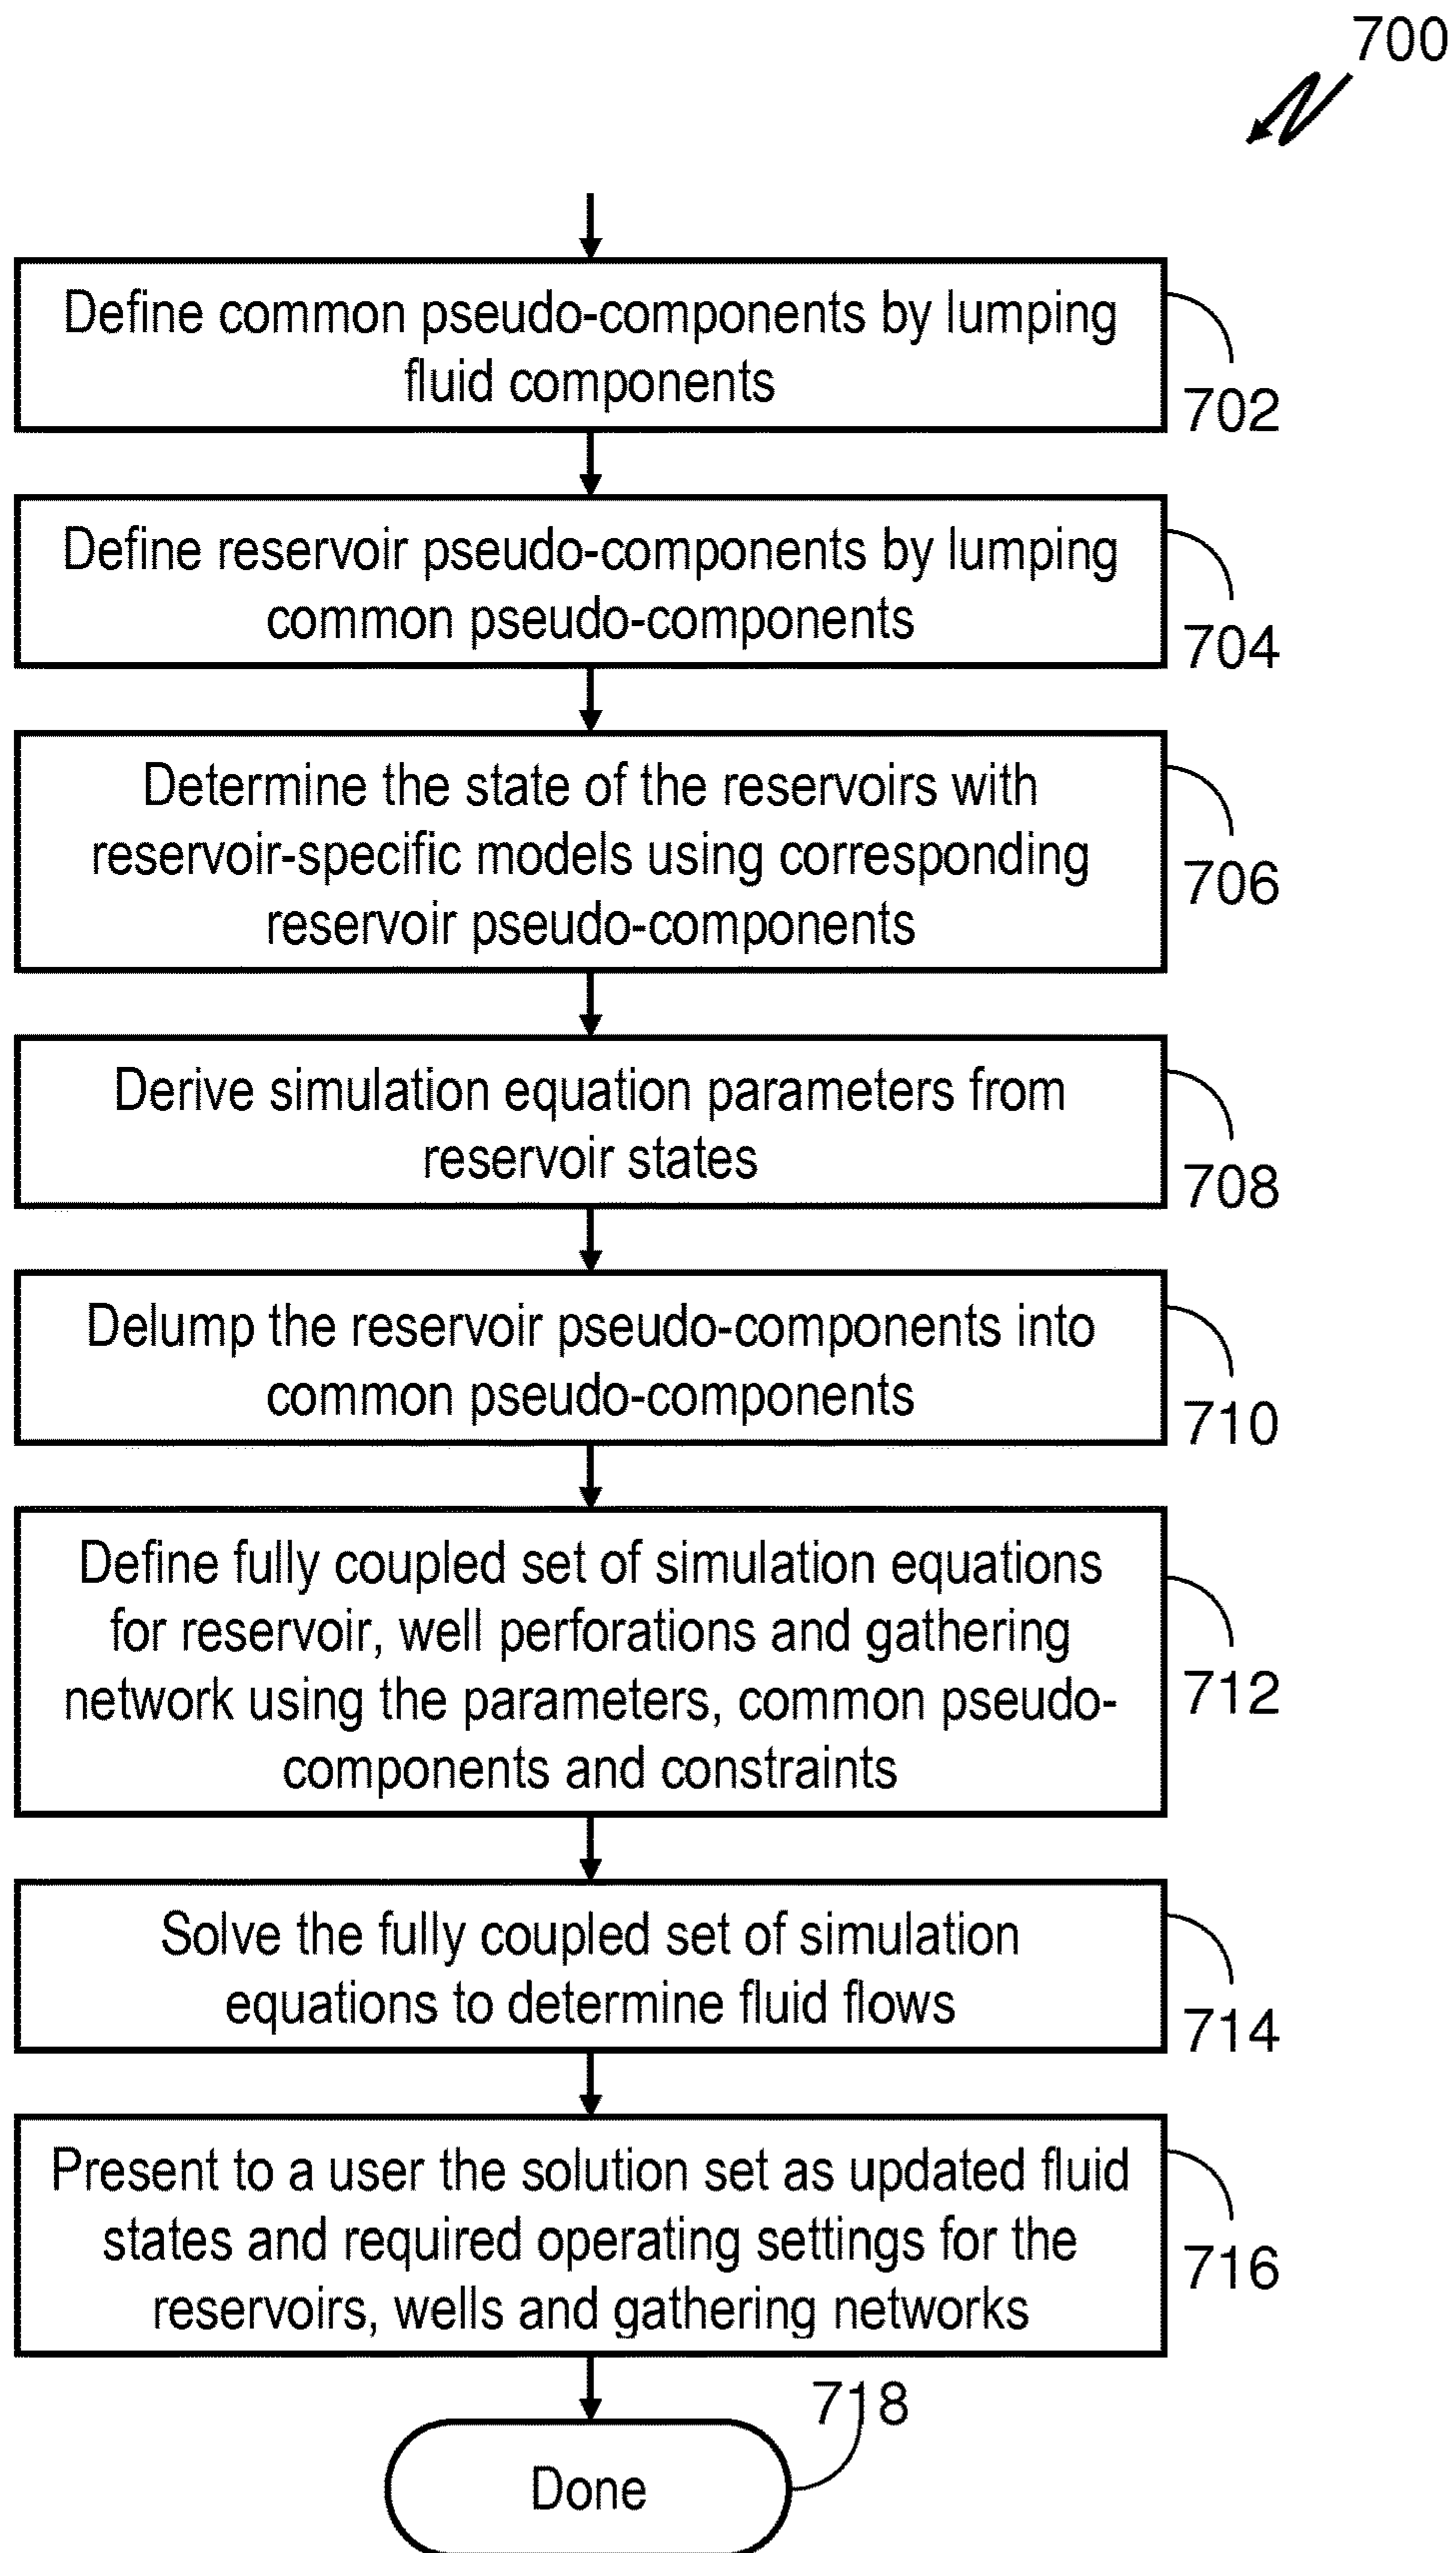 700
Define common pseudo-components by lumping
fluid components
702
Define reservoir pseudo-components by lumping
common pseudo-components
704
Determine the state of the reservoirs with
reservoir-specific models using corresponding
reservoir pseudo-components
706
Derive simulation equation parameters from
reservoir states
708
Delump the reservoir pseudo-components into
common pseudo-components
710
Define fully coupled set of simulation equations
for reservoir, well perforations and gathering
network using the parameters, common pseudo-
components and constraints
712
Solve the fully coupled set of simulation
equations to determine fluid flows
714
Present to a user the solution set as updated fluid
states and required operating settings for the
reservoirs, wells and gathering networks
716
718
Done